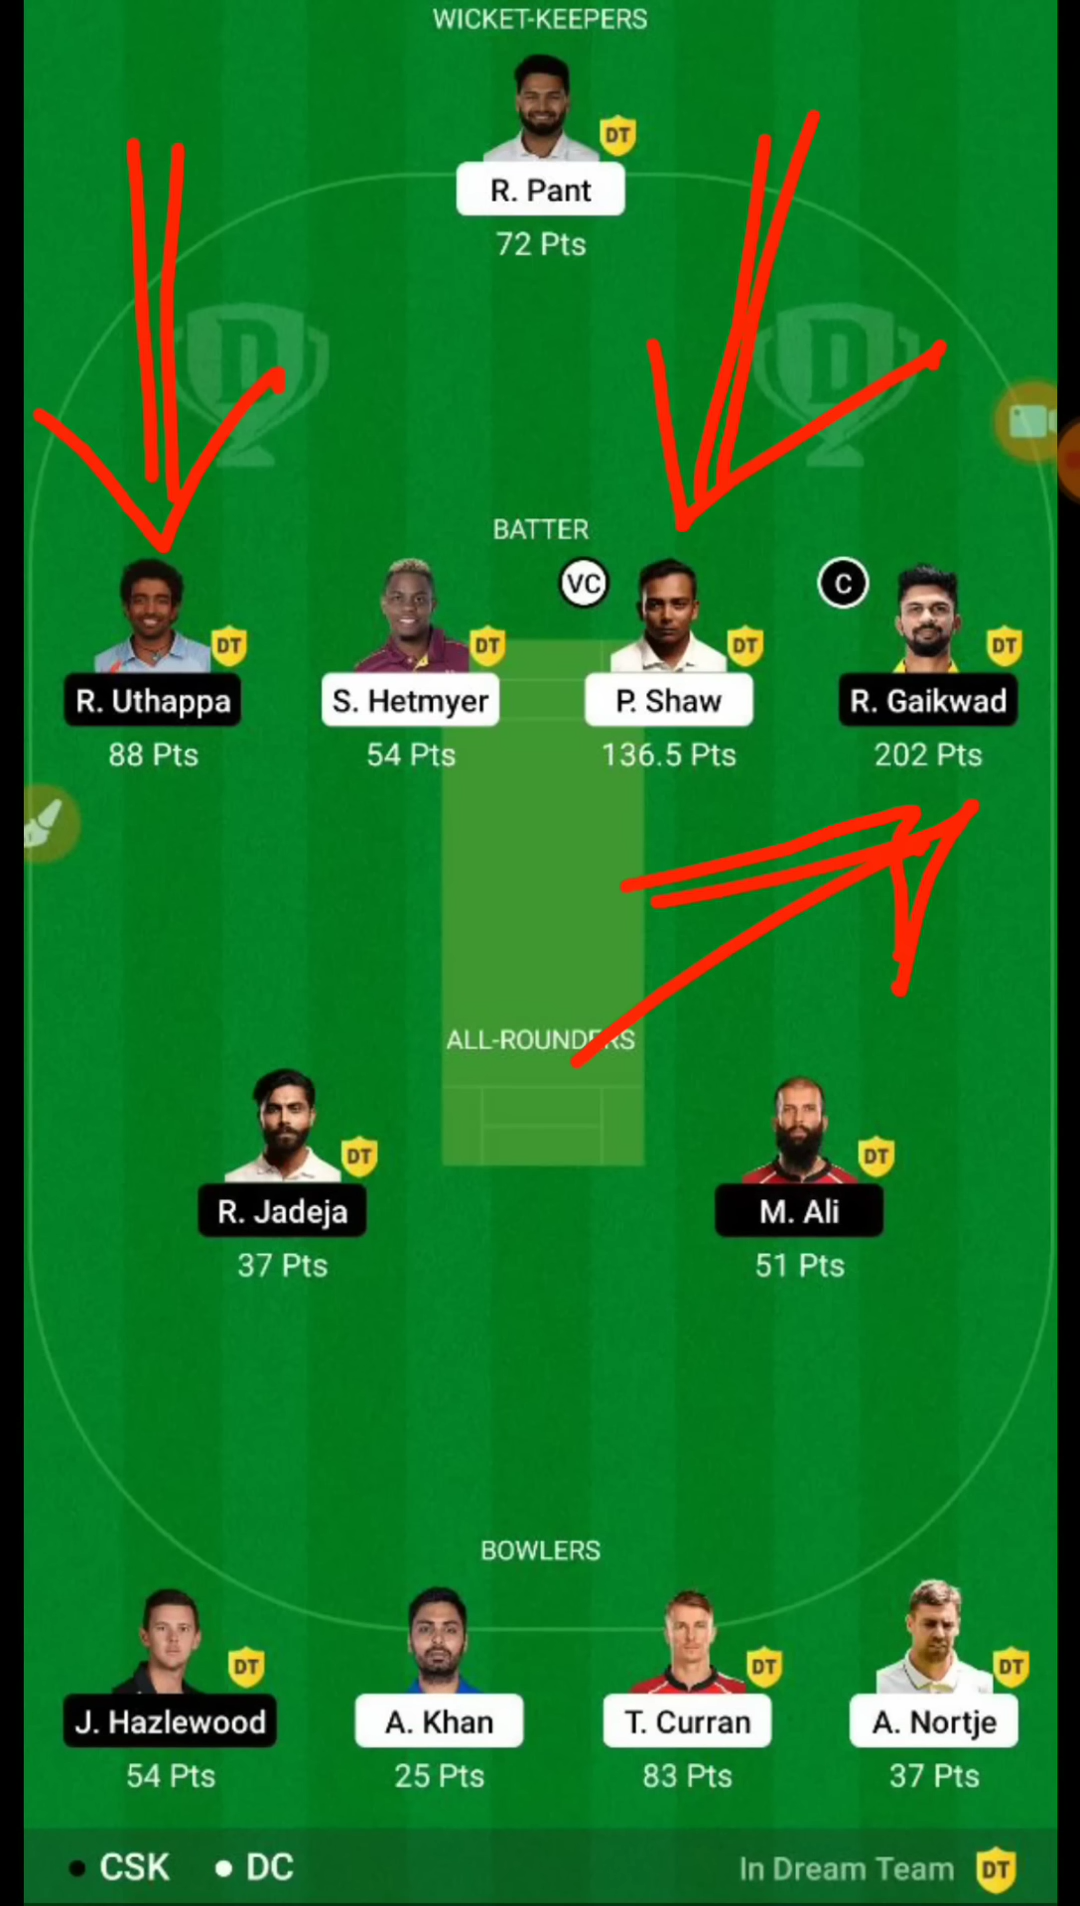 WICKET-KEEPERS
DT
R. Pant
72 Pts
D D
BATTER
VC C
DT DT DT DT
R. Uthappa S. Hetmyer P. Shaw R. Gaikwad
88 Pts 54 Pts 136.5 Pts 202 Pts
ALL-ROUNDERS
DT DT
R. Jadeja M. Ali
37 Pts 51 Pts
BOWLERS
DT DT DT
J. Hazlewood A. Khan T. Curran A. Nortje
54 Pts 25 Pts 83 Pts 37 Pts
CSK DC In Dream Team DT